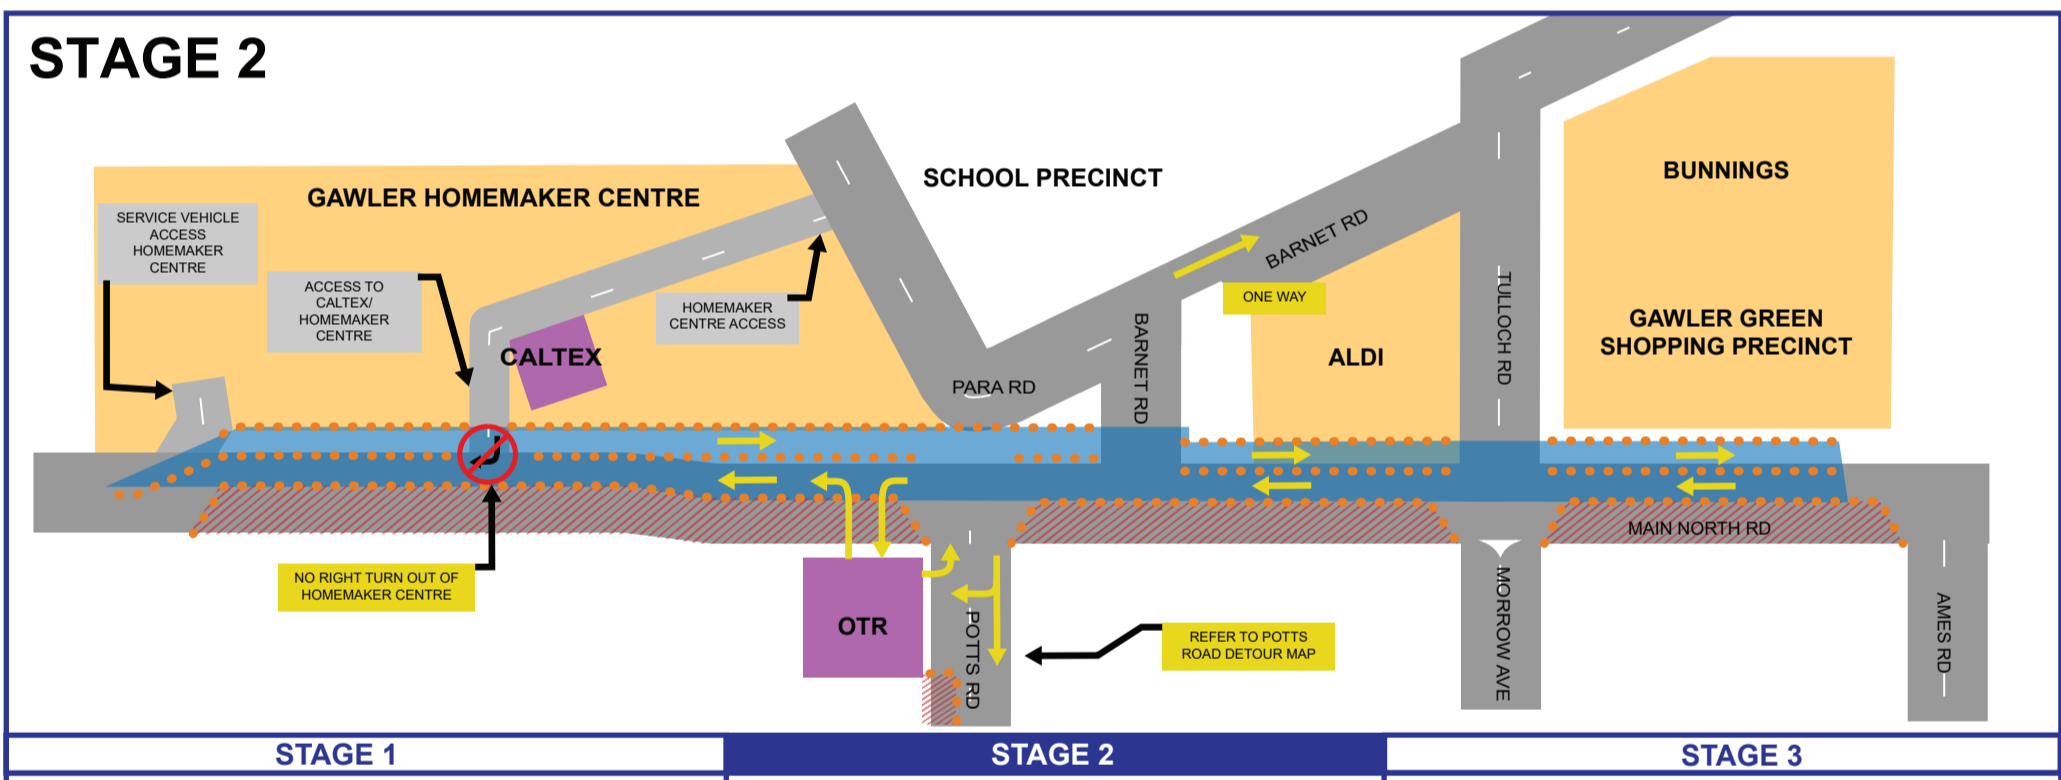 STAGE 2
GAWLER HOMEMAKER CENTRE
SCHOOL PRECINCT
BUNNINGS
SERVICE VEHICLE
ACCESS
HOMEMAKER
CENTRE
ACCESS TO
CALTEX/
HOMEMAKER
CENTRE
HOMEMAKER
CENTRE ACCESS
CALTEX
PARA RD
BARNET RD
BARNET RD
ONE WAY
ALDI
TULLOCH RD
GAWLER GREEN
SHOPPING PRECINCT
MAIN NORTH RD
NO RIGHT TURN OUT OF
HOMEMAKER CENTRE
OTR
POTTS RD
REFER TO POTTS
ROAD DETOUR MAP
MORROW AVE
AMES RD
STAGE 1
STAGE 2
STAGE 3